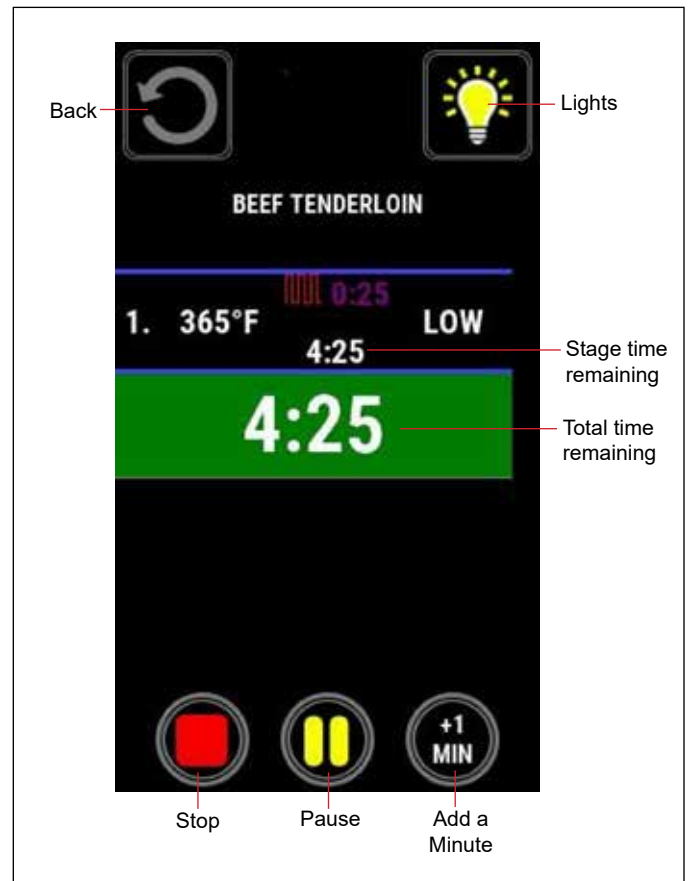 Back
Lights
BEEF TENDERLOIN
0:25
1. 365°F LOW
4:25
Stage time
remaining
4:25
Total time
remaining
+1
MIN
Stop
Pause
Add a
Minute